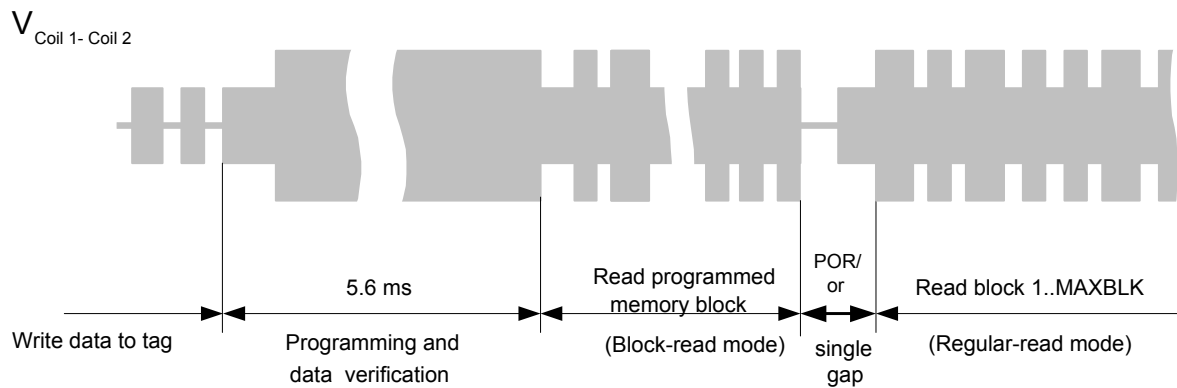 V Coil 1- Coil 2
5.6 ms
Read programmed
memory block
POR/
or
Read block 1..MAXBLK
Write data to tag
Programming and
data verification
(Block-read mode)
single
gap
(Regular-read mode)